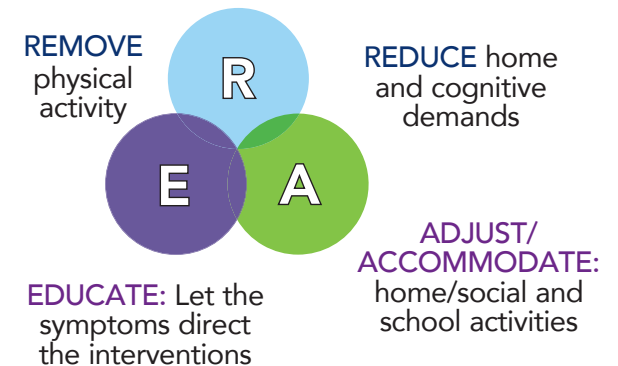 REMOVE
physical
activity
R
REDUCE home
and cognitive
demands
E
A
EDUCATE: Let the
symptoms direct
the interventions
ADJUST/
ACCOMMODATE:
home/social and
school activities